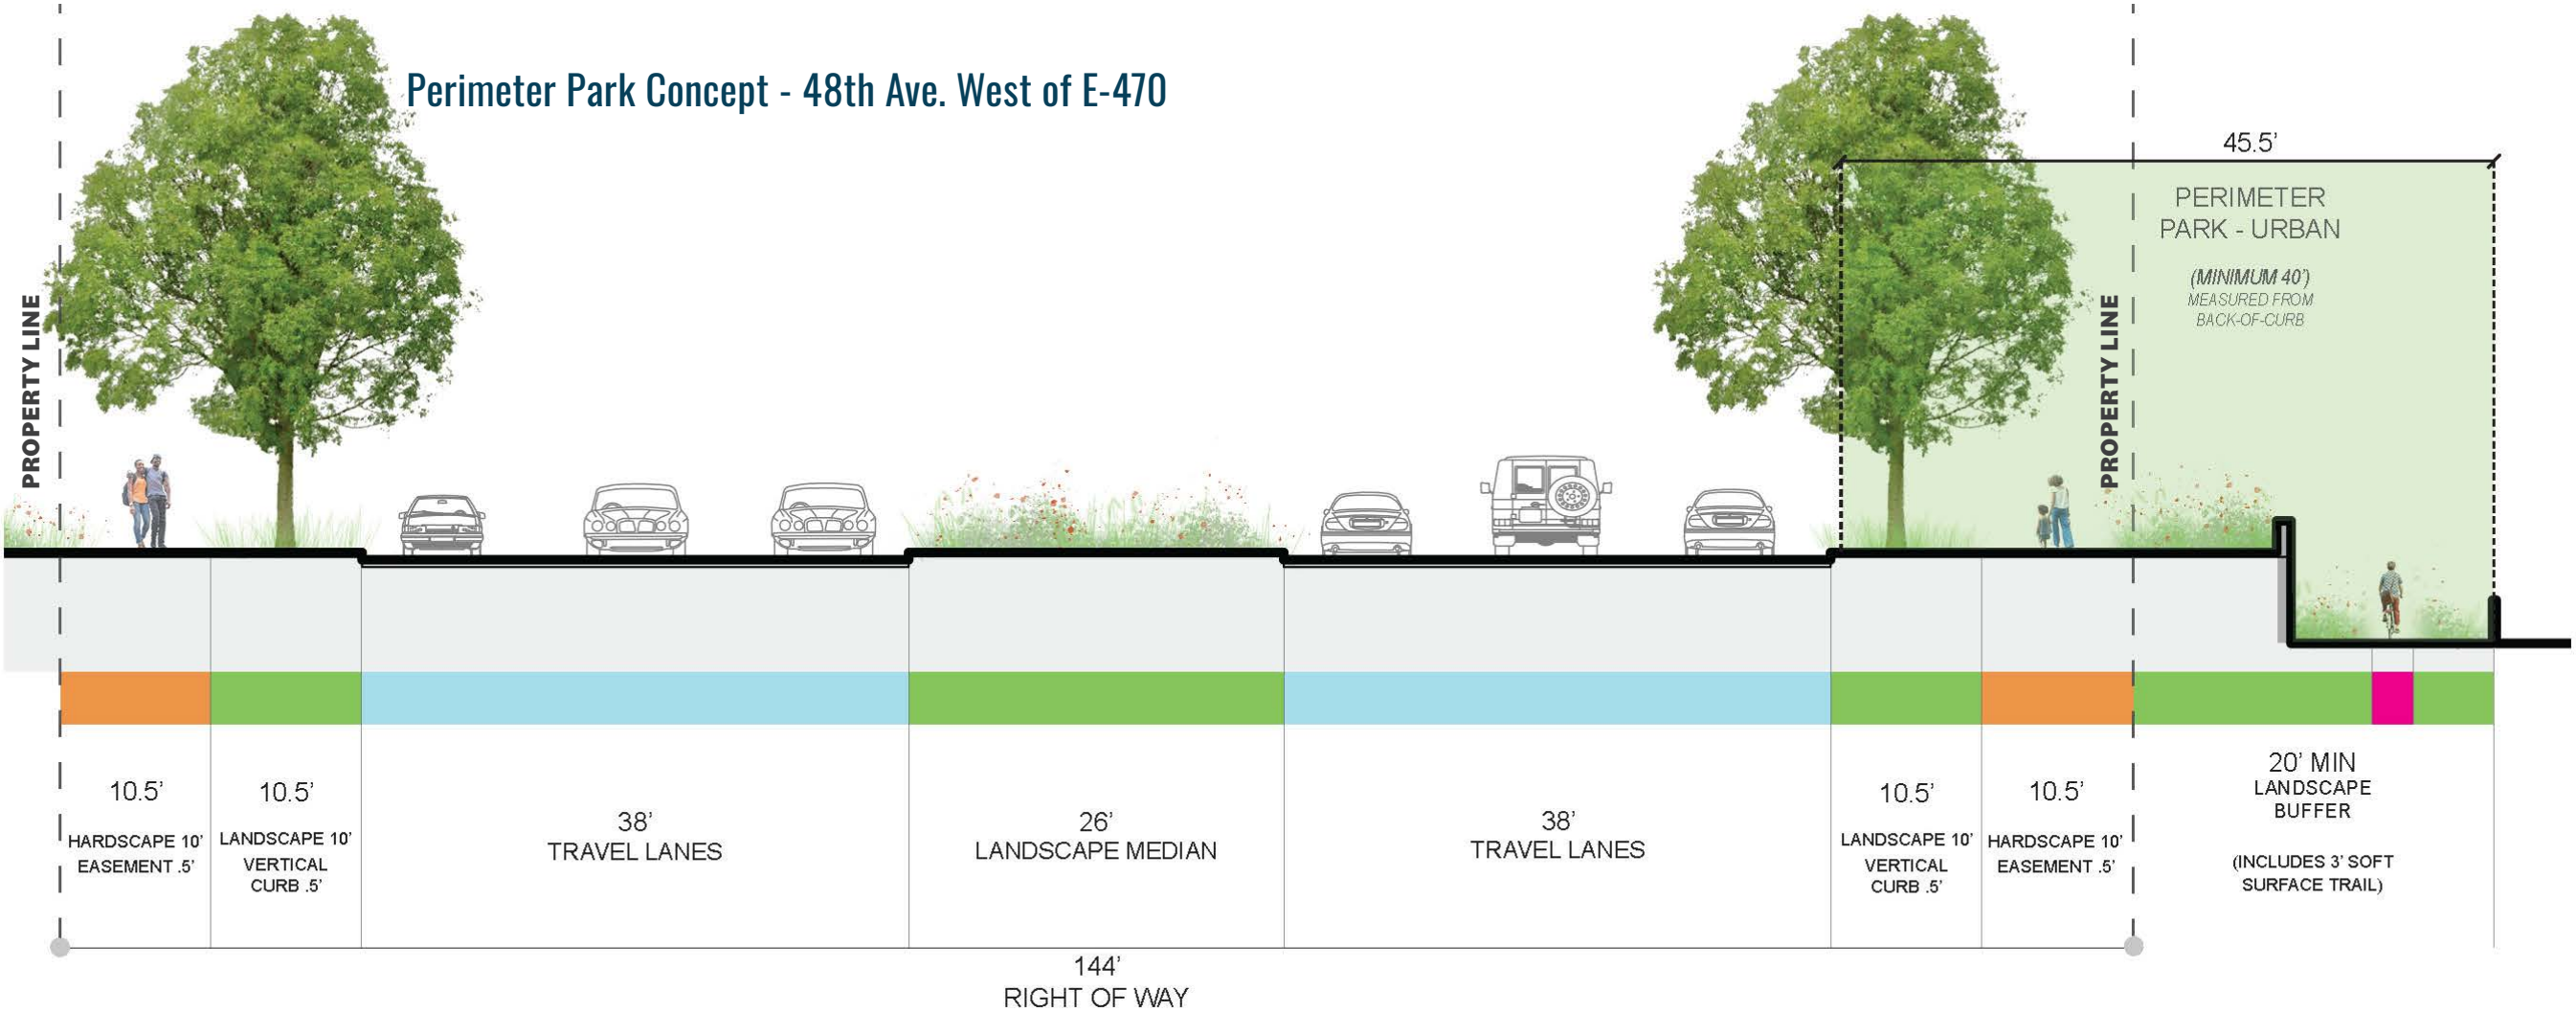 Perimeter Park Concept - 48th Ave. West of E-470
45.5’
PERIMETER
PARK - URBAN
(MINIMUM 40’)
MEASURED FROM
BACK-OF-CURB
PROPERTY LINE
PROPERTY LINE
10.5’
HARDSCAPE 10’
EASEMENT .5’
10.5’
LANDSCAPE 10’
VERTICAL
CURB .5’
38’
TRAVEL LANES
26’
LANDSCAPE MEDIAN
38’
TRAVEL LANES
10.5’
LANDSCAPE 10’
VERTICAL
CURB .5’
10.5’
HARDSCAPE 10’
EASEMENT .5’
20’ MIN
LANDSCAPE
BUFFER
(INCLUDES 3’ SOFT
SURFACE TRAIL)
144’
RIGHT OF WAY